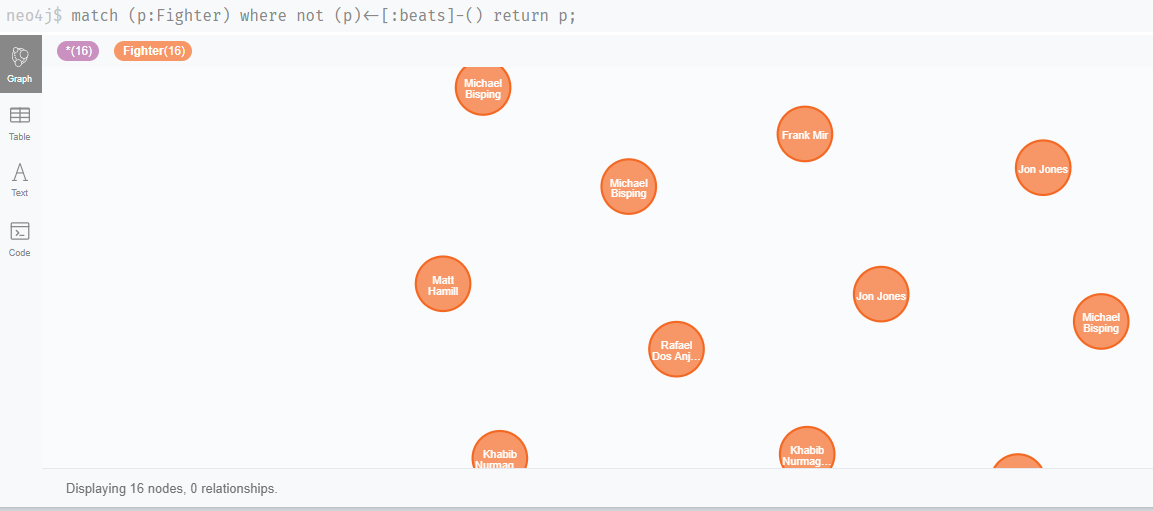 neo4j$ match (p:Fighter) where not (p)<-[:beats]-() return p;
*(16) Fighter(16)
Graph
Table
Text
Code
Michael
Bisping
Frank Mir
Jon Jones
Michael
Bisping
Matt
Hamill
Jon Jones
Michael
Bisping
Rafael
Dos Anj...
Khabib
Nurmag...
Khabib
Nurmag...
Displaying 16 nodes, 0 relationships.